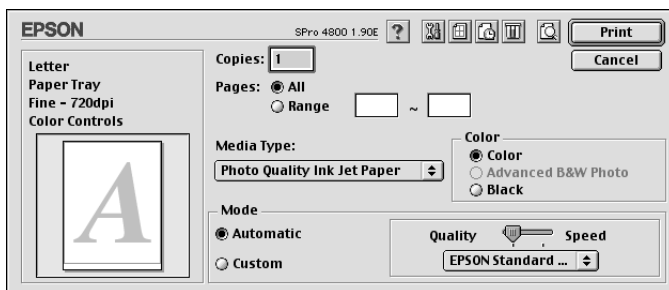 EPSON
SPro 4800 1.90E
?
Print
Cancel
Letter
Paper Tray
Fine - 720dpi
Color Controls
A
Copies: 1
Pages: All
Range ~
Media Type:
Photo Quality Ink Jet Paper
Color
Color
Advanced B&W Photo
Black
Mode
Automatic
Custom
Quality Speed
EPSON Standard ...